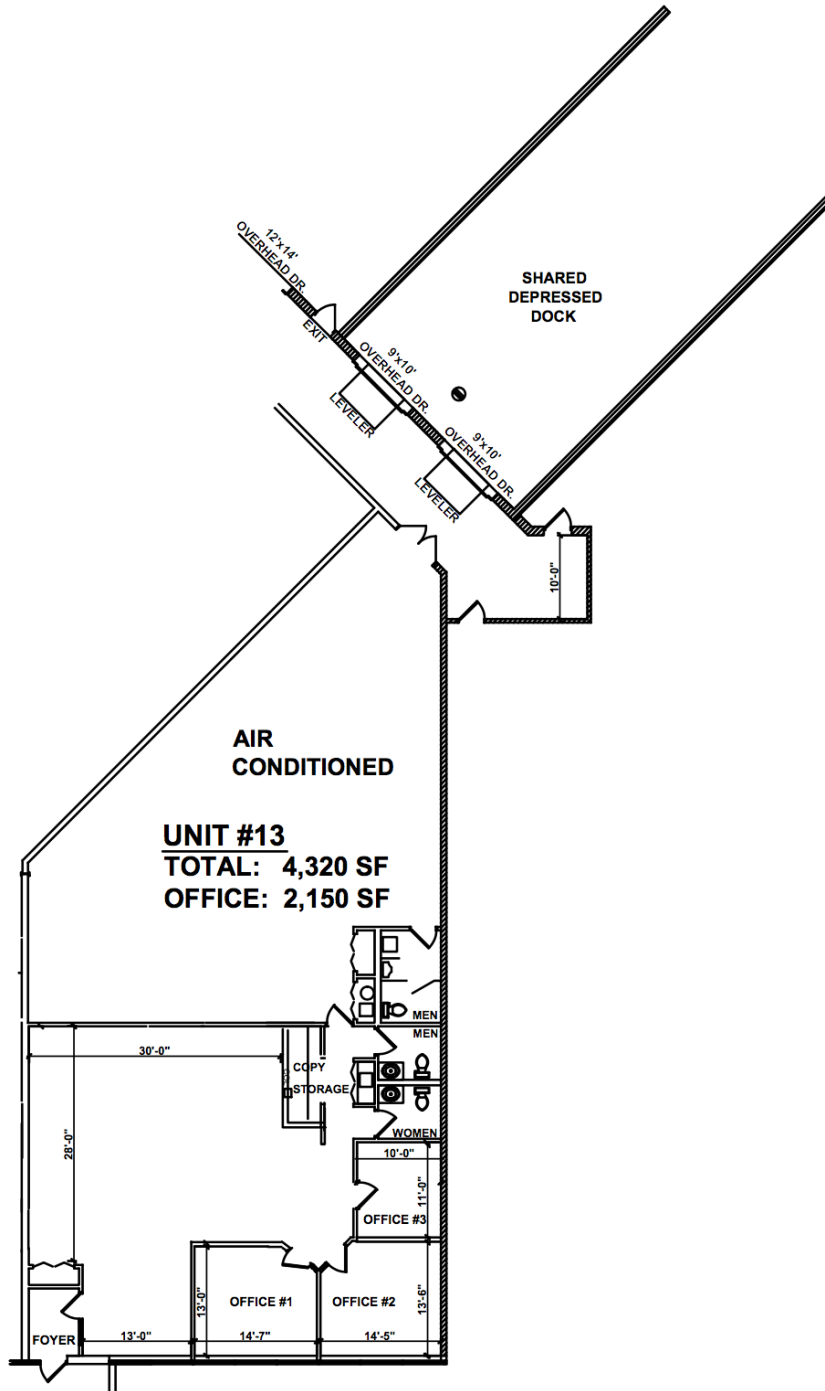 12'x14'
OVERHEAD DR.
EXIT
SHARED
DEPRESSED
DOCK
9'x10'
OVERHEAD DR.
LEVELER
9'x10'
OVERHEAD DR.
LEVELER
10'-0"
AIR
CONDITIONED
UNIT #13
TOTAL: 4,320 SF
OFFICE: 2,150 SF
MEN
MEN
30'-0"
COPY
STORAGE
WOMEN
28'-0"
10'-0"
11'-0"
OFFICE #3
13'-0"
OFFICE #1
OFFICE #2
13'-6"
FOYER
13'-0"
14'-7"
14'-5"